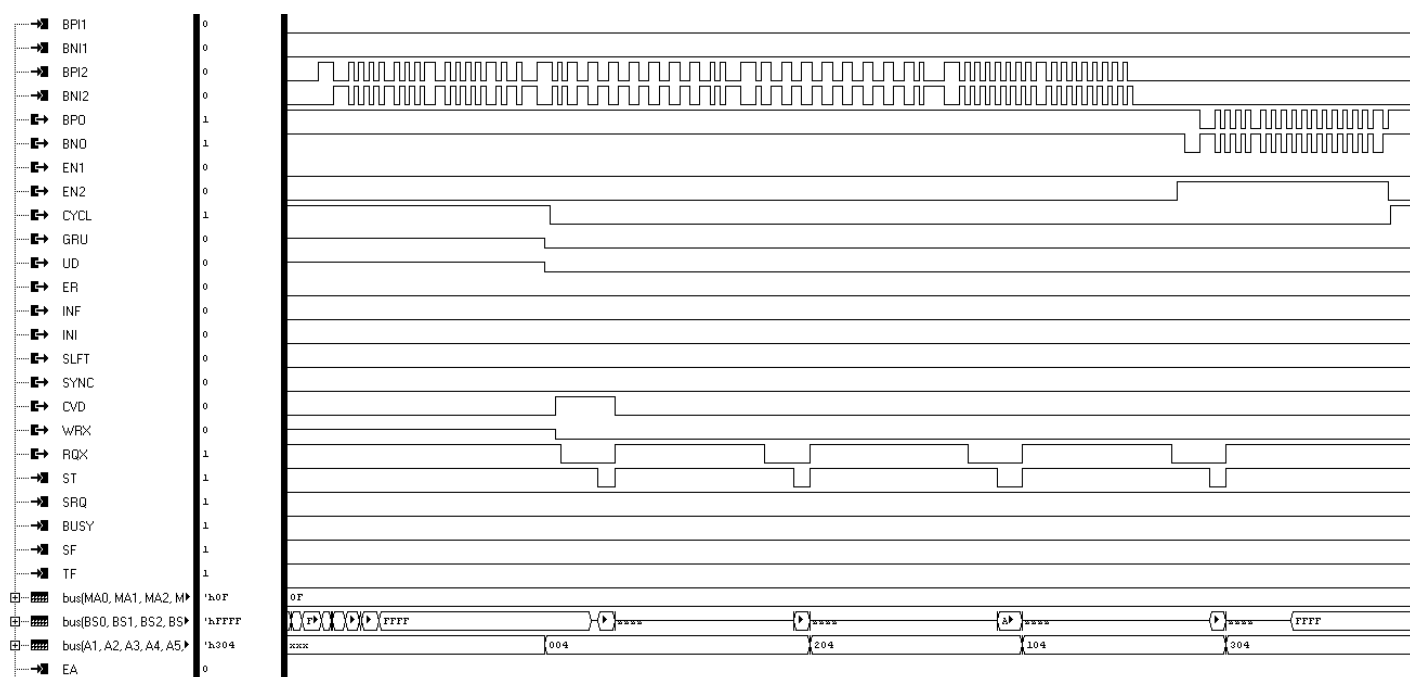 BPI1 0
BNI1 0
BPI2 0
BNI2 0
BPO 1
BNO 1
EN1 0
EN2 0
CYCL 1
GRU 0
UD 0
ER 0
INF 0
INI 0
SLFT 0
SYNC 0
CVD 0
WRX 0
RQX 1
ST 1
SRQ 1
BUSY 1
SF 1
TF 1
bus(MA0, MA1, MA2, M 'h0F 0F
bus(BS0, BS1, BS2, BS 'hFFFF F FFFF zzzz zzzz A zzzz zzzz FFFF
bus(A1, A2, A3, A4, A5, 'h304 xxx 004 204 104 304
EA 0